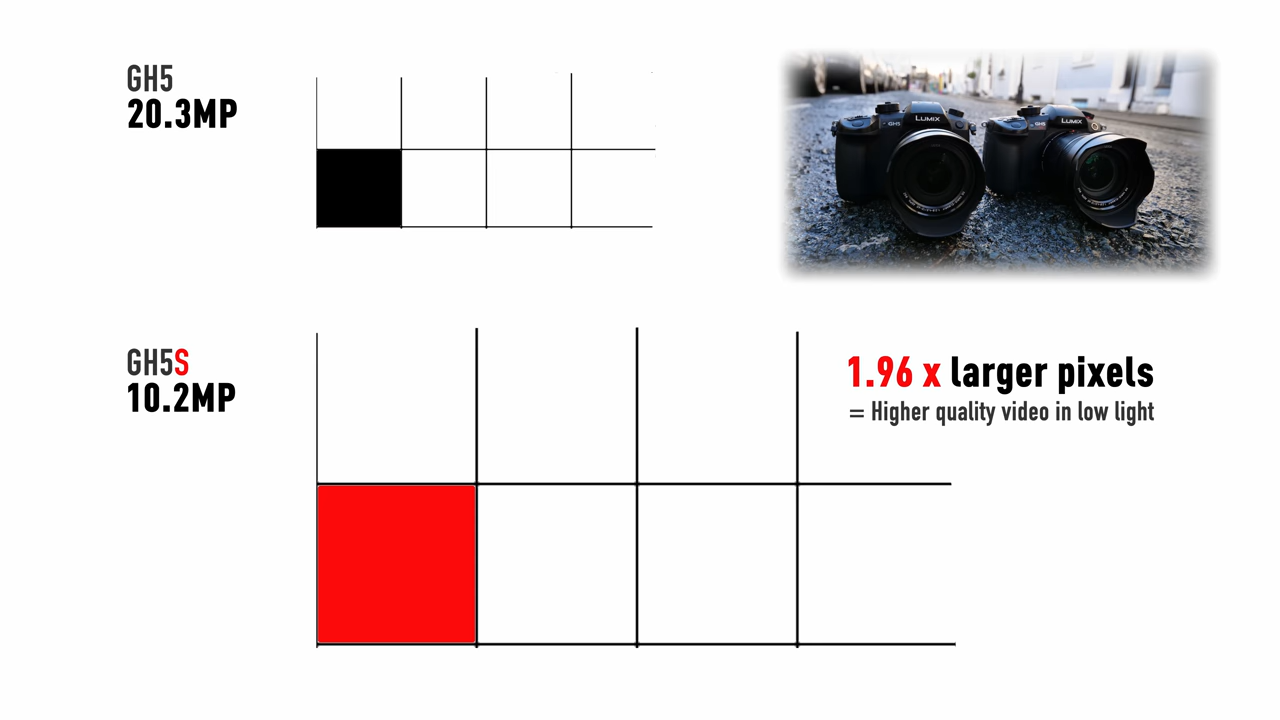 GH5
20.3MP
LUMIX
GH5
LUMIX
GH5
GH5S
10.2MP
1.96 x larger pixels
= Higher quality video in low light